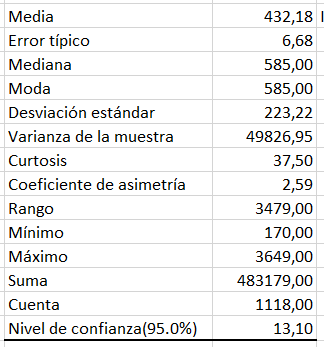 Media 432,18
Error típico 6,68
Mediana 585,00
Moda 585,00
Desviación estándar 223,22
Varianza de la muestra 49826,95
Curtosis 37,50
Coeficiente de asimetría 2,59
Rango 3479,00
Mínimo 170,00
Máximo 3649,00
Suma 483179,00
Cuenta 1118,00
Nivel de confianza(95.0%) 13,10